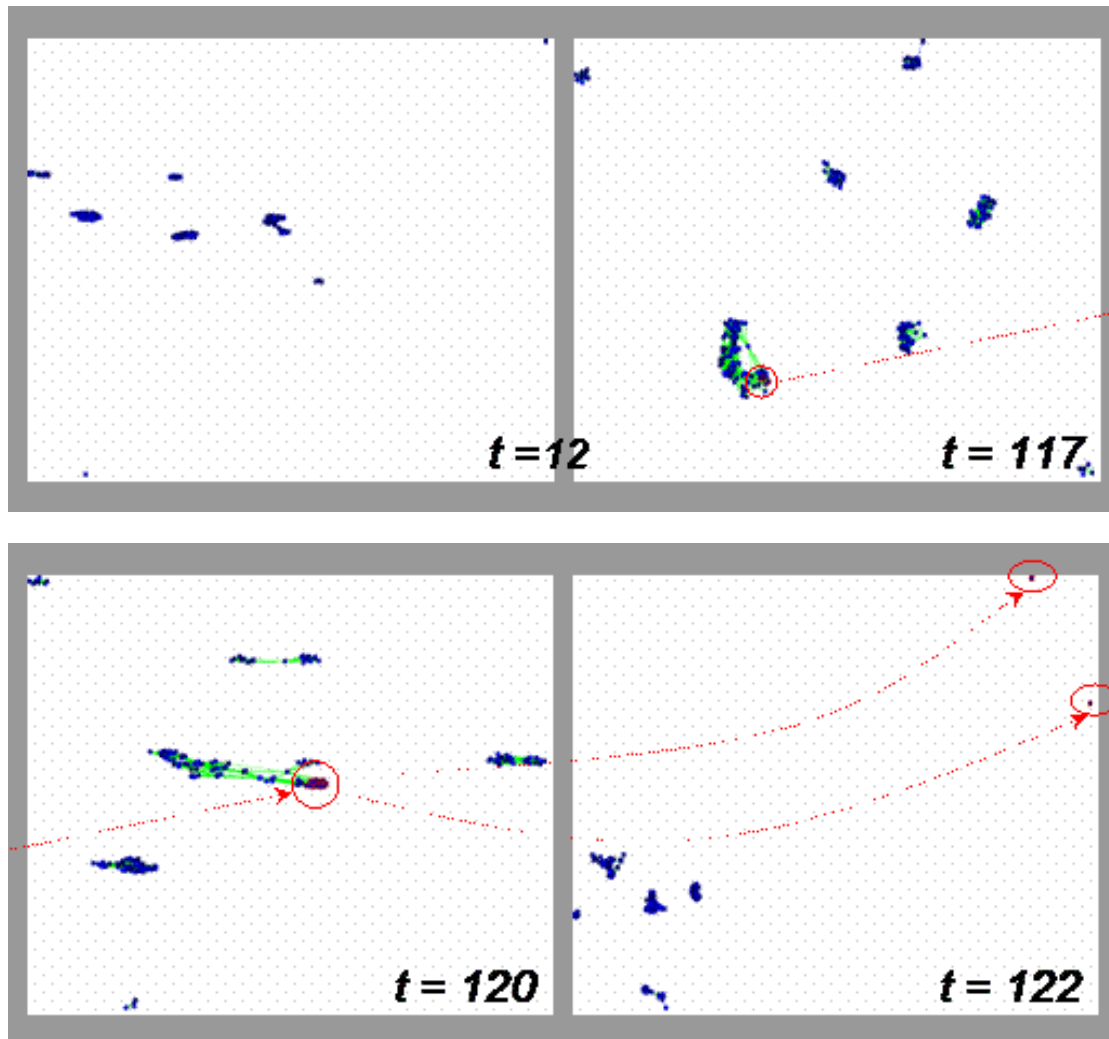 t =12
t = 117
t = 120
t = 122